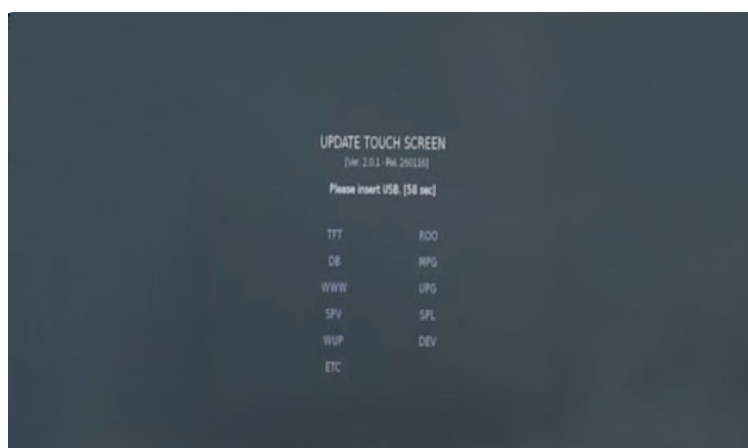 UPDATE TOUCH SCREEN
[Ver. 2.0.1 - Rel. 260116]
Please insert USB. [58 sec]
TFT ROO
DB MPG
WWW UPG
SPV SPL
WUP DEV
ETC